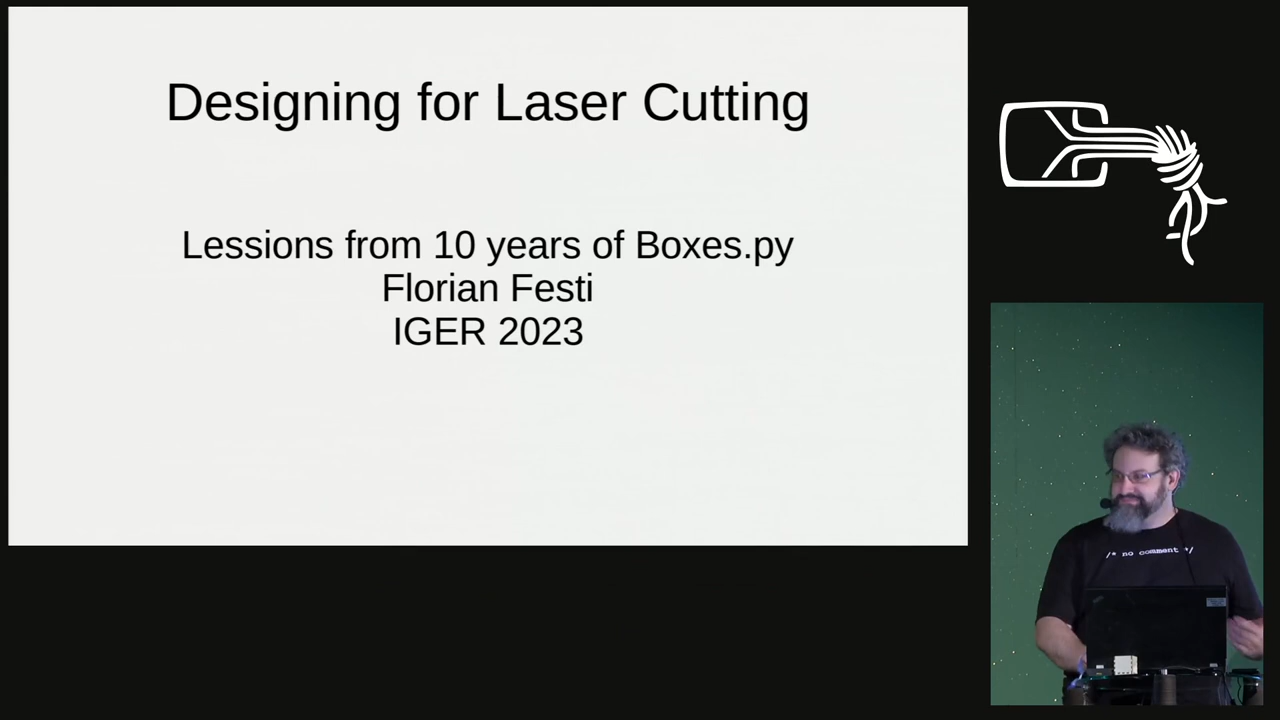 Designing for Laser Cutting
Lessions from 10 years of Boxes.py
Florian Festi
IGER 2023
/* no comment */